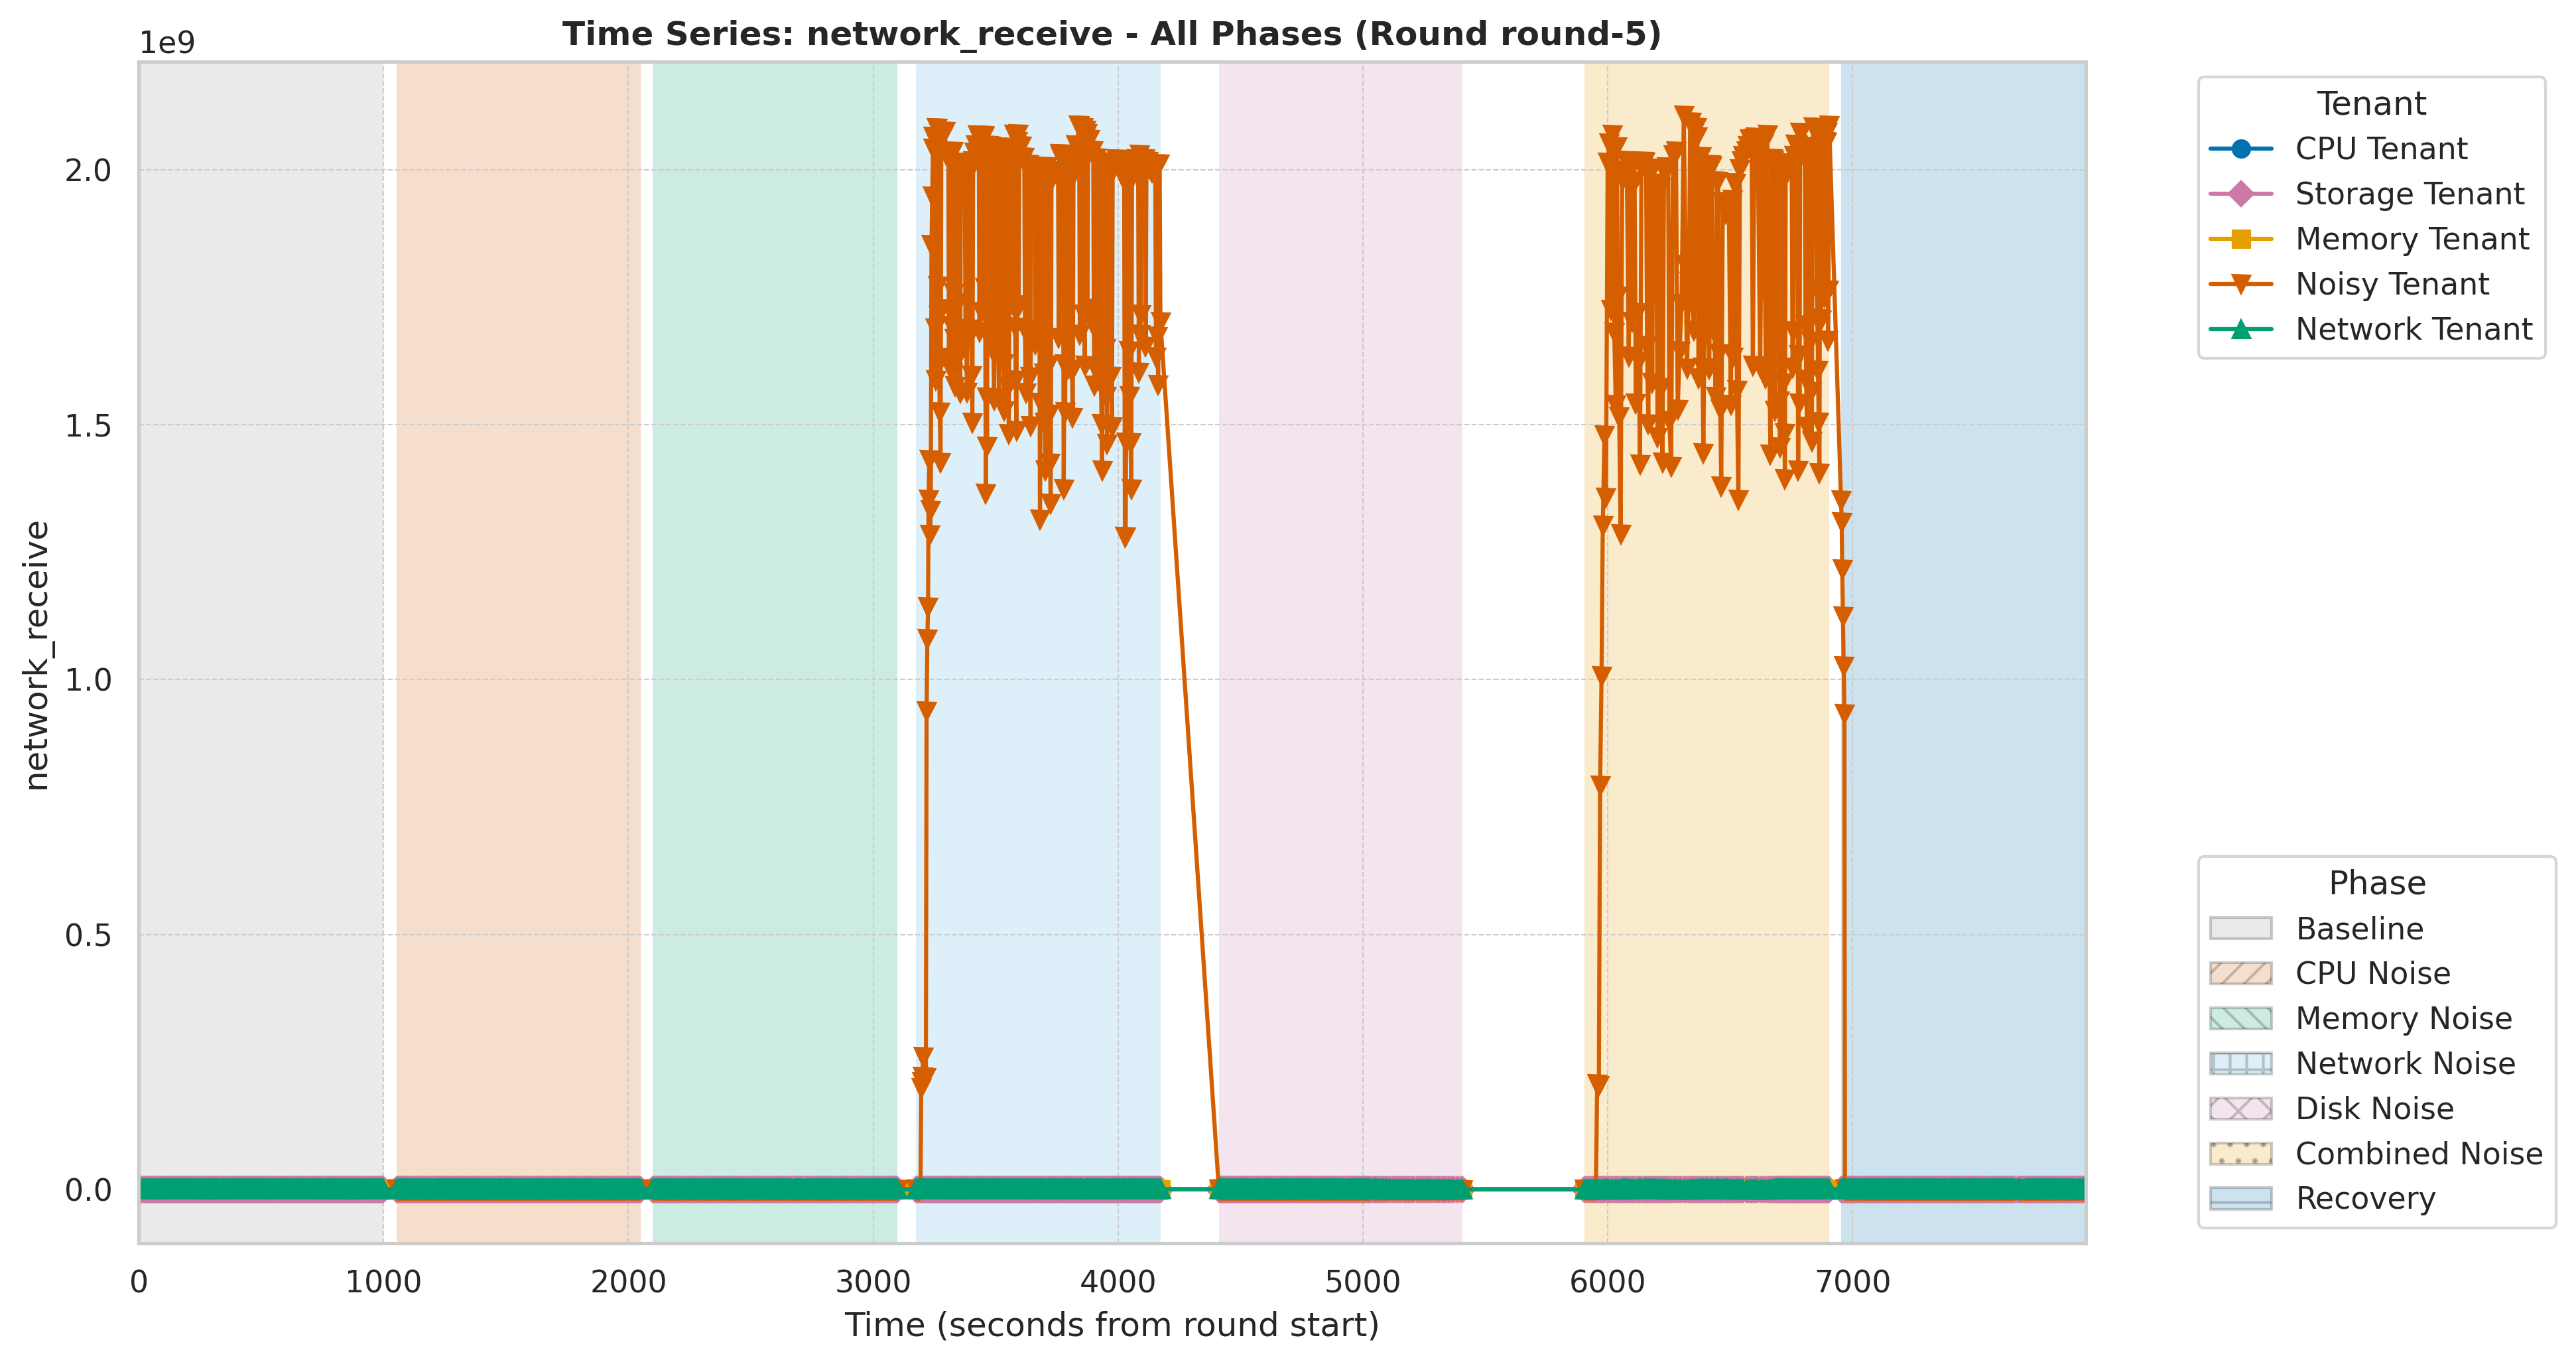 Time Series: network_receive - All Phases (Round round-5)
1e9
2.0
1.5
1.0
0.5
0.0
network_receive
0 1000 2000 3000 4000 5000 6000 7000
Time (seconds from round start)
Tenant
CPU Tenant
Storage Tenant
Memory Tenant
Noisy Tenant
Network Tenant
Phase
Baseline
CPU Noise
Memory Noise
Network Noise
Disk Noise
Combined Noise
Recovery